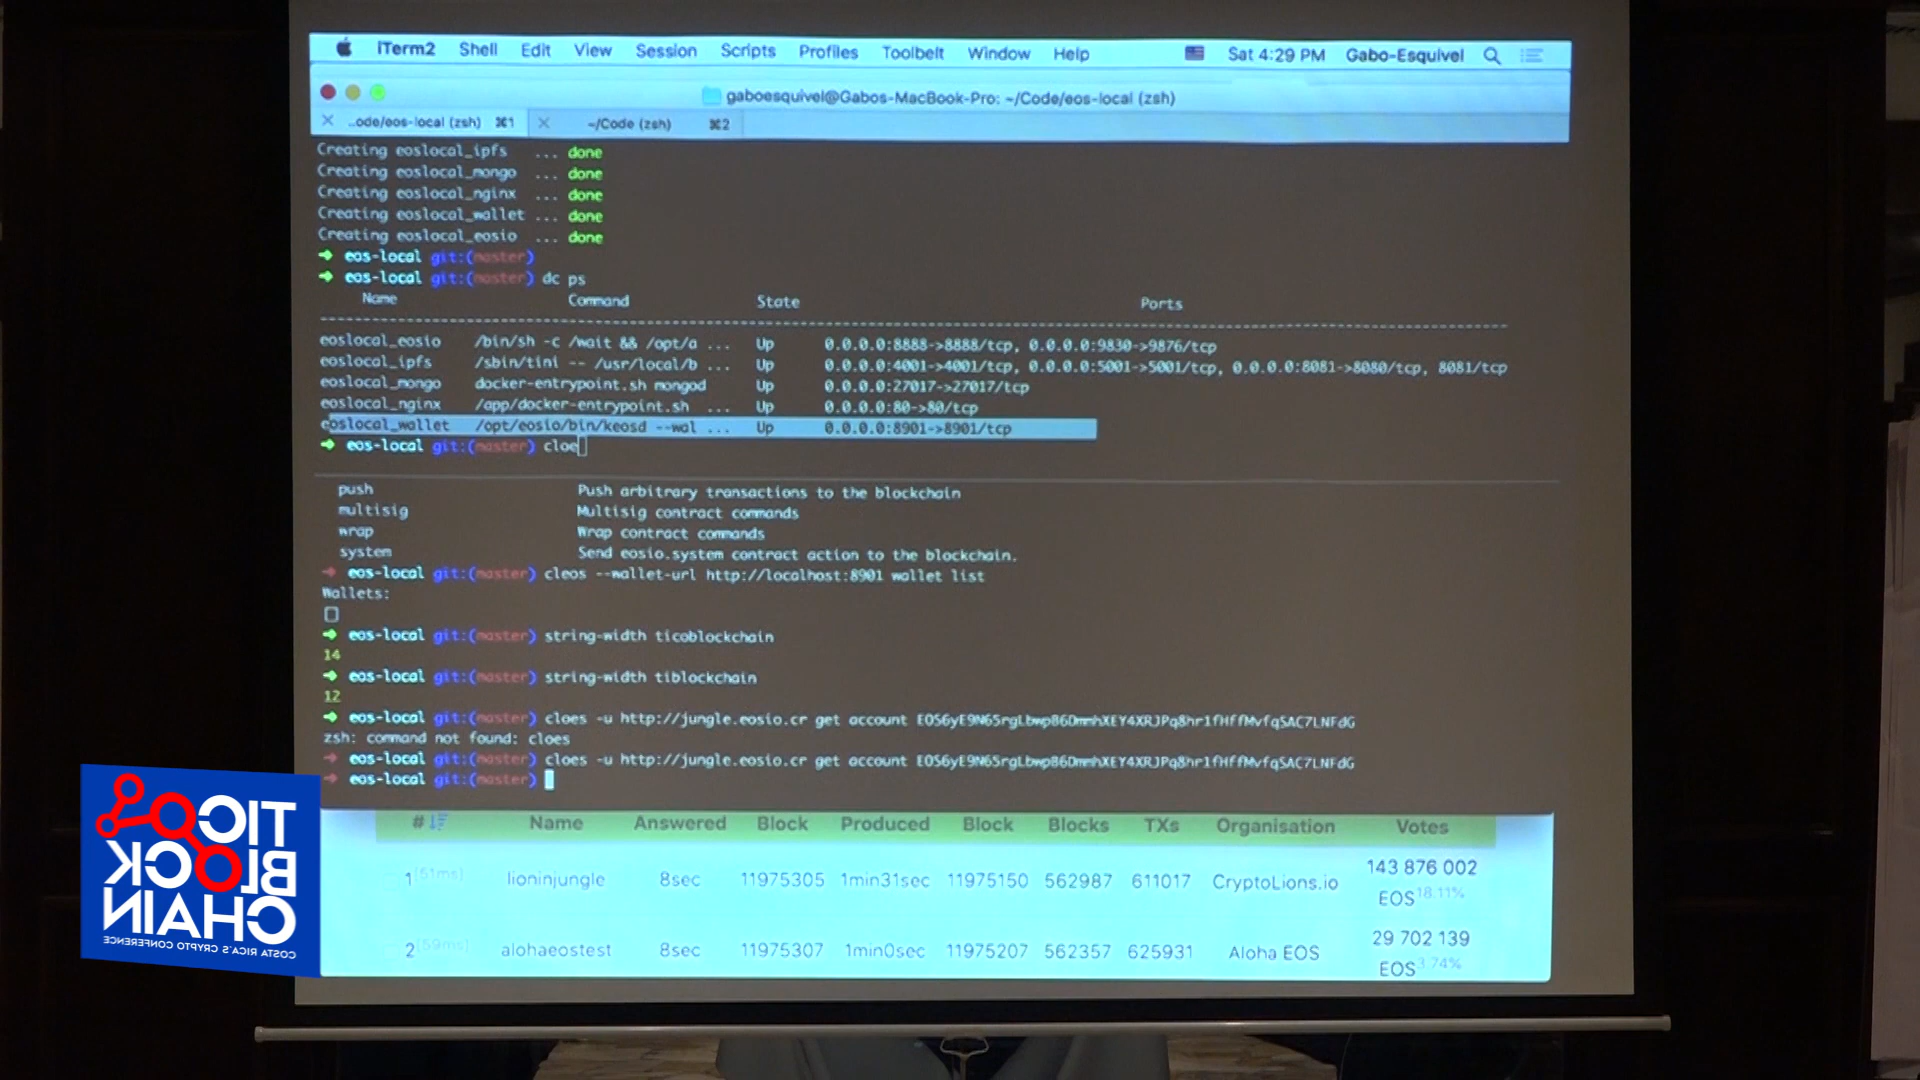 iTerm2 Shell Edit View Session Scripts Profiles Toolbelt Window Help Sat 4:29 PM Gabo-Esquivel
gaboesquivel@Gabos-MacBook-Pro: ~/Code/eos-local (zsh)
..ode/eos-local (zsh) ⌘1 ~/Code (zsh) ⌘2
Creating eoslocal_ipfs ... done
Creating eoslocal_mongo ... done
Creating eoslocal_nginx ... done
Creating eoslocal_wallet ... done
Creating eoslocal_eosio ... done
→ eos-local git:(master)
→ eos-local git:(master) dc ps
Name Command State Ports
eoslocal_eosio /bin/sh -c /wait && /opt/a ... Up 0.0.0.0:8888->8888/tcp, 0.0.0.0:9830->9876/tcp
eoslocal_ipfs /sbin/tini -- /usr/local/b ... Up 0.0.0.0:4001->4001/tcp, 0.0.0.0:5001->5001/tcp, 0.0.0.0:8081->8080/tcp, 8081/tcp
eoslocal_mongo docker-entrypoint.sh mongod Up 0.0.0.0:27017->27017/tcp
eoslocal_nginx /app/docker-entrypoint.sh ... Up 0.0.0.0:80->80/tcp
eoslocal_wallet /opt/eosio/bin/keosd --wal ... Up 0.0.0.0:8901->8901/tcp
→ eos-local git:(master) cloe
push Push arbitrary transactions to the blockchain
multisig Multisig contract commands
wrap Wrap contract commands
system Send eosio.system contract action to the blockchain.
→ eos-local git:(master) cleos --wallet-url http://localhost:8901 wallet list
Wallets:
[]
→ eos-local git:(master) string-width ticoblockchain
14
→ eos-local git:(master) string-width tiblockchain
12
→ eos-local git:(master) cloes -u http://jungle.eosio.cr get account
zsh: command not found: cloes
→ eos-local git:(master) cloes -u http://jungle.eosio.cr get account
→ eos-local git:(master)
# Name Answered Block Produced Block Blocks TXs Organisation Votes
1 [51ms] lioninjungle 8sec 11975305 1min31sec 11975150 562987 611017 CryptoLions.io 143 876 002
EOS 18.11%
2 [59ms] alohaeostest 8sec 11975307 1min0sec 11975207 562357 625931 Aloha EOS 29 702 139
EOS 3.74%
TICO
BLOCK
CHAIN
COSTA RICA'S CRYPTO CONFERENCE